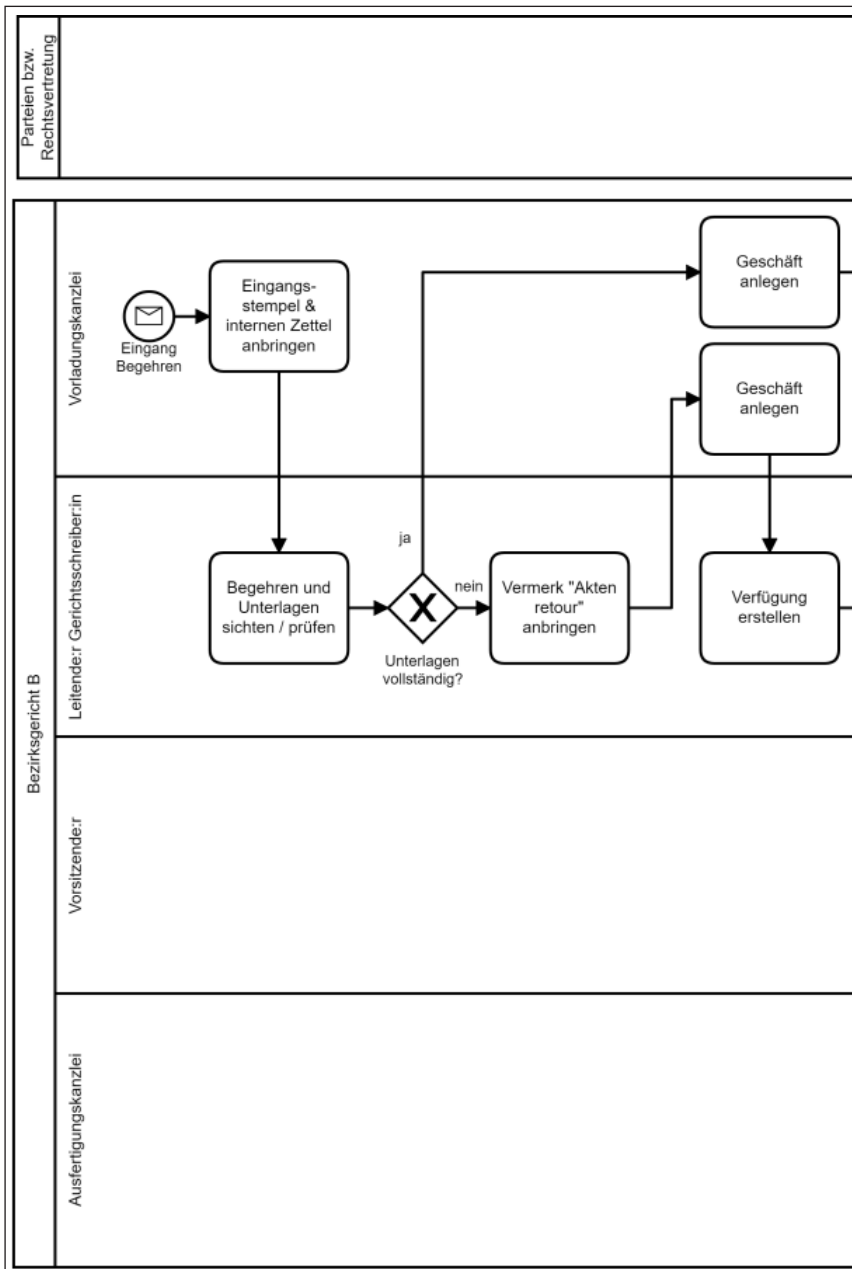 Parteien bzw.
Rechtsvertretung
Bezirksgericht B
Vorladungskanzlei
Eingang
Begehren
Eingangs-
stempel &
internen Zettel
anbringen
Geschäft
anlegen
Geschäft
anlegen
Leitende:r Gerichtsschreiber:in
Begehren und
Unterlagen
sichten / prüfen
ja
nein
Unterlagen
vollständig?
Vermerk "Akten
retour"
anbringen
Verfügung
erstellen
Vorsitzende:r
Ausfertigungskanzlei